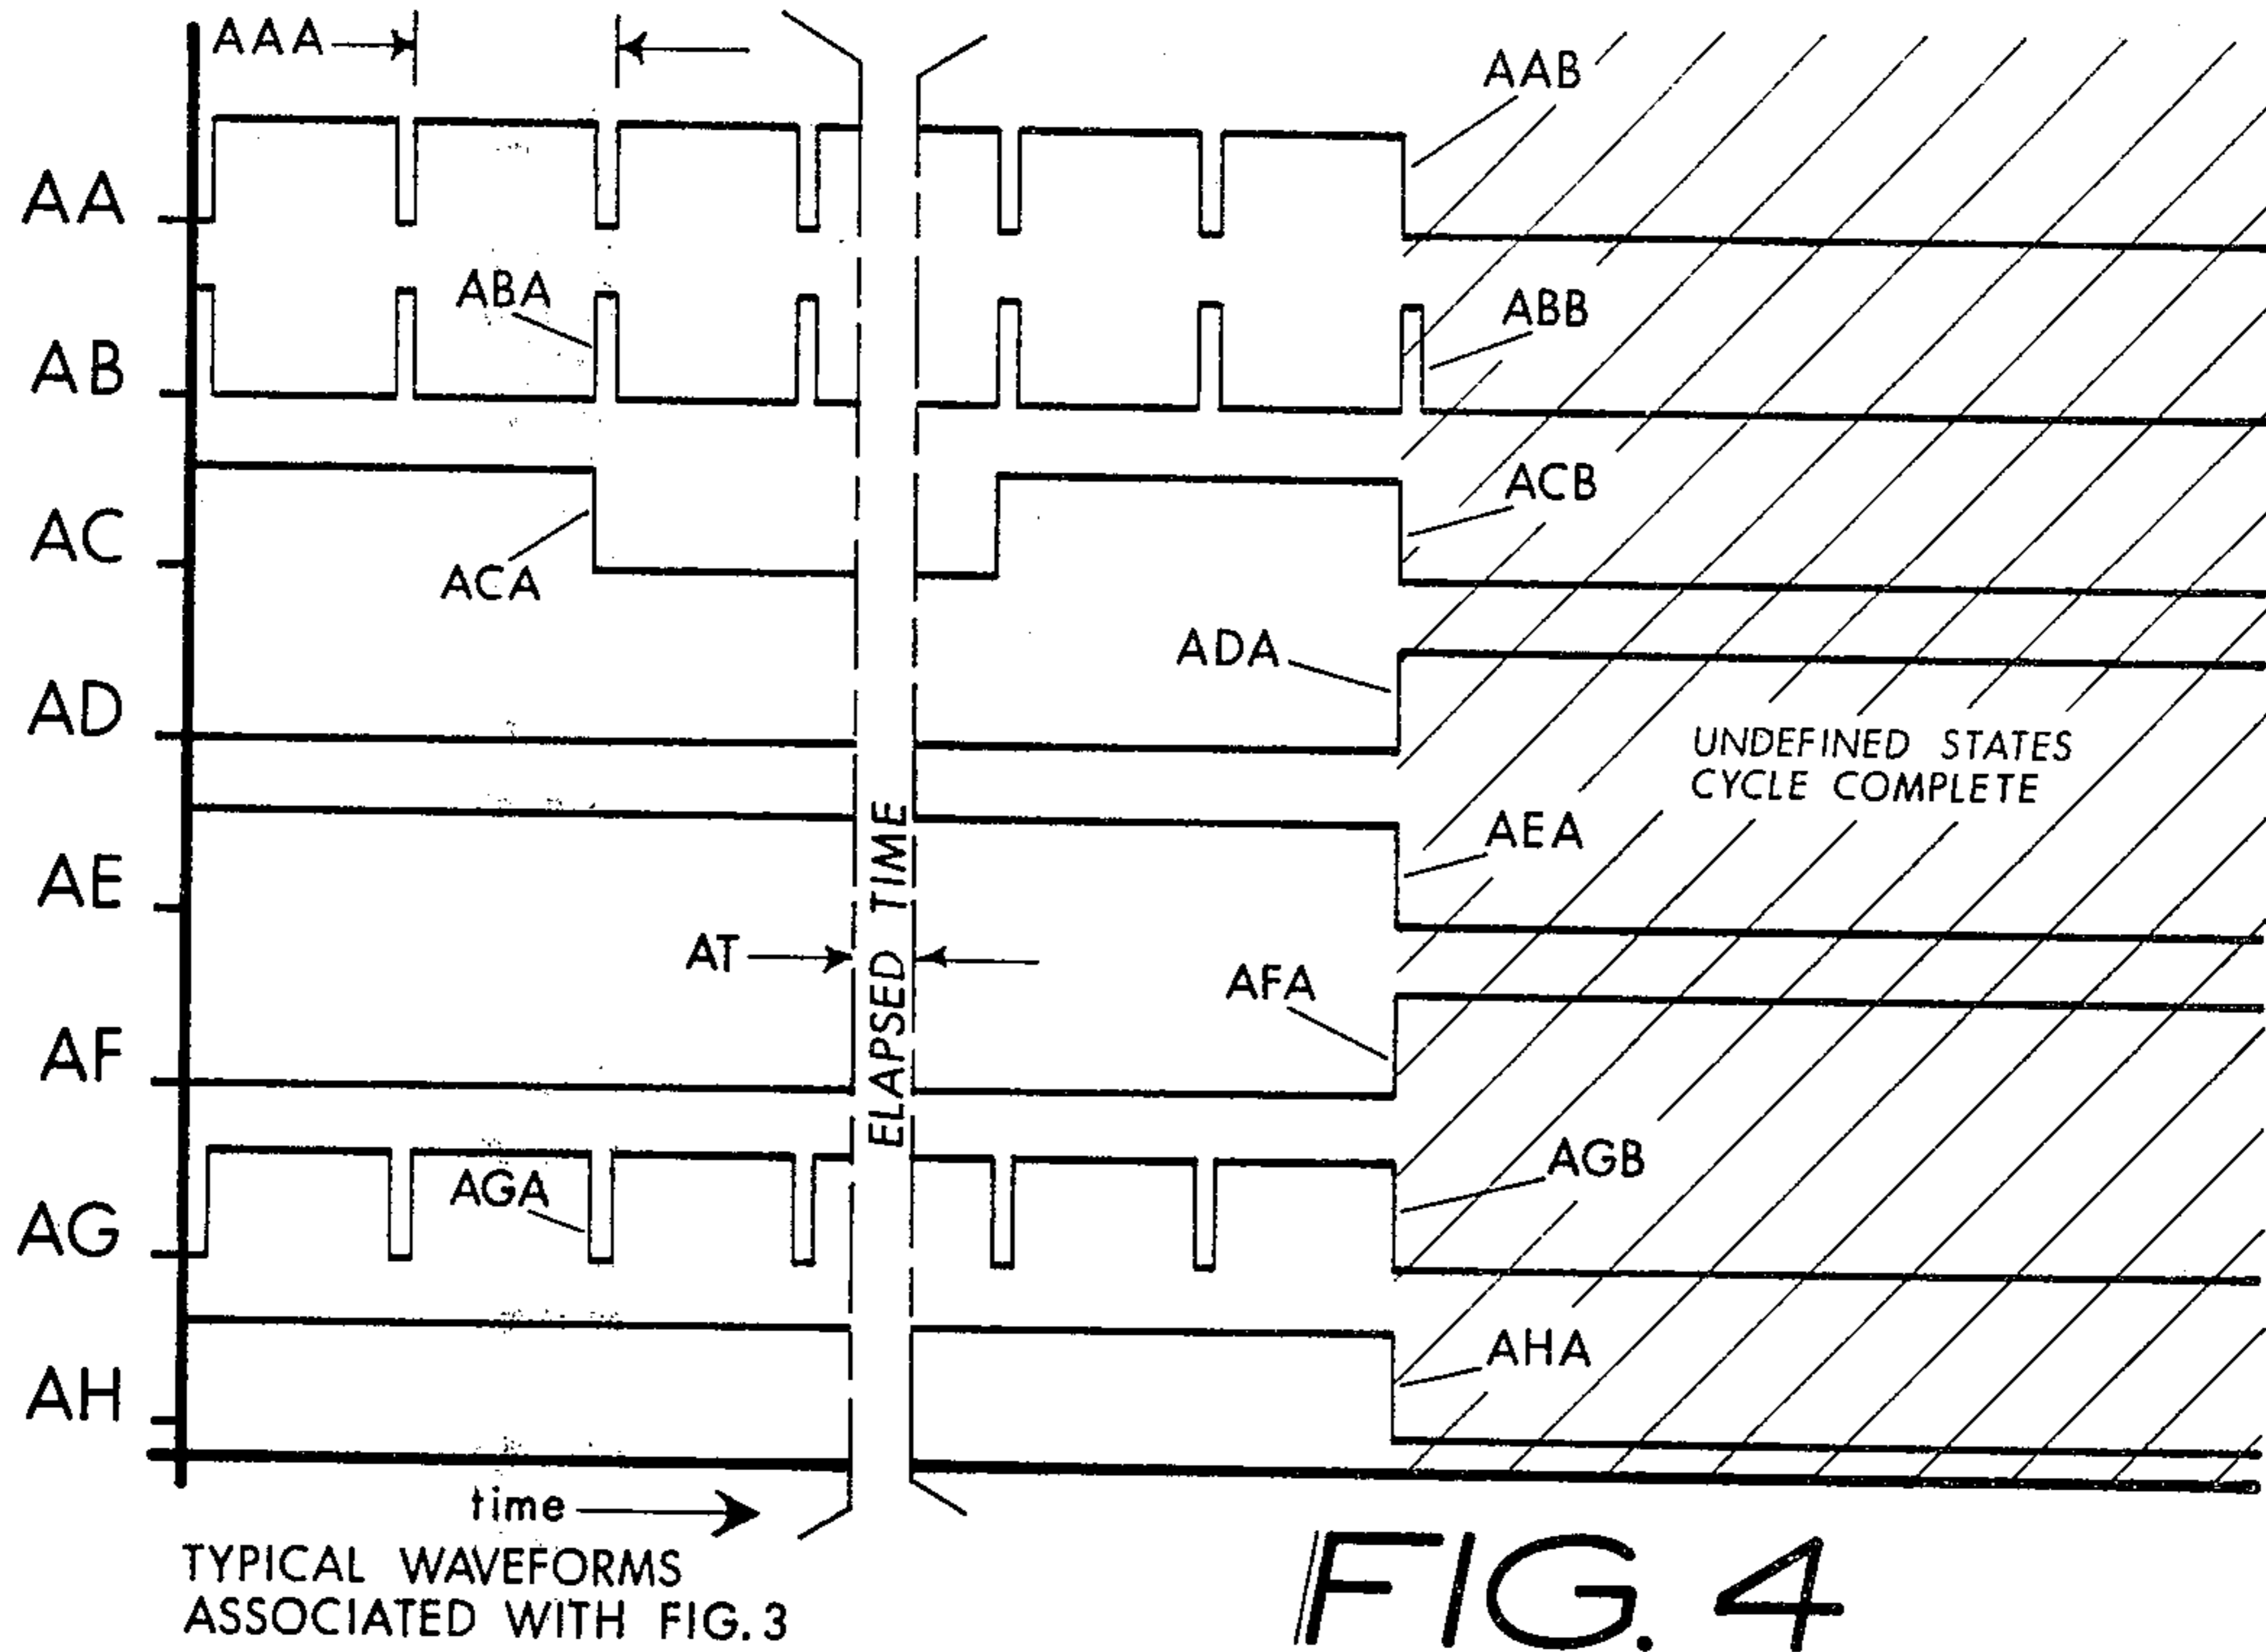 AAA
AAB
AA
ABA
ABB
AB
ACB
AC
ACA
ADA
AD
UNDEFINED STATES
CYCLE COMPLETE
AEA
AE
ELAPSED TIME
AT
AFA
AF
AGB
AGA
AG
AHA
AH
time
TYPICAL WAVEFORMS
ASSOCIATED WITH FIG. 3
FIG. 4